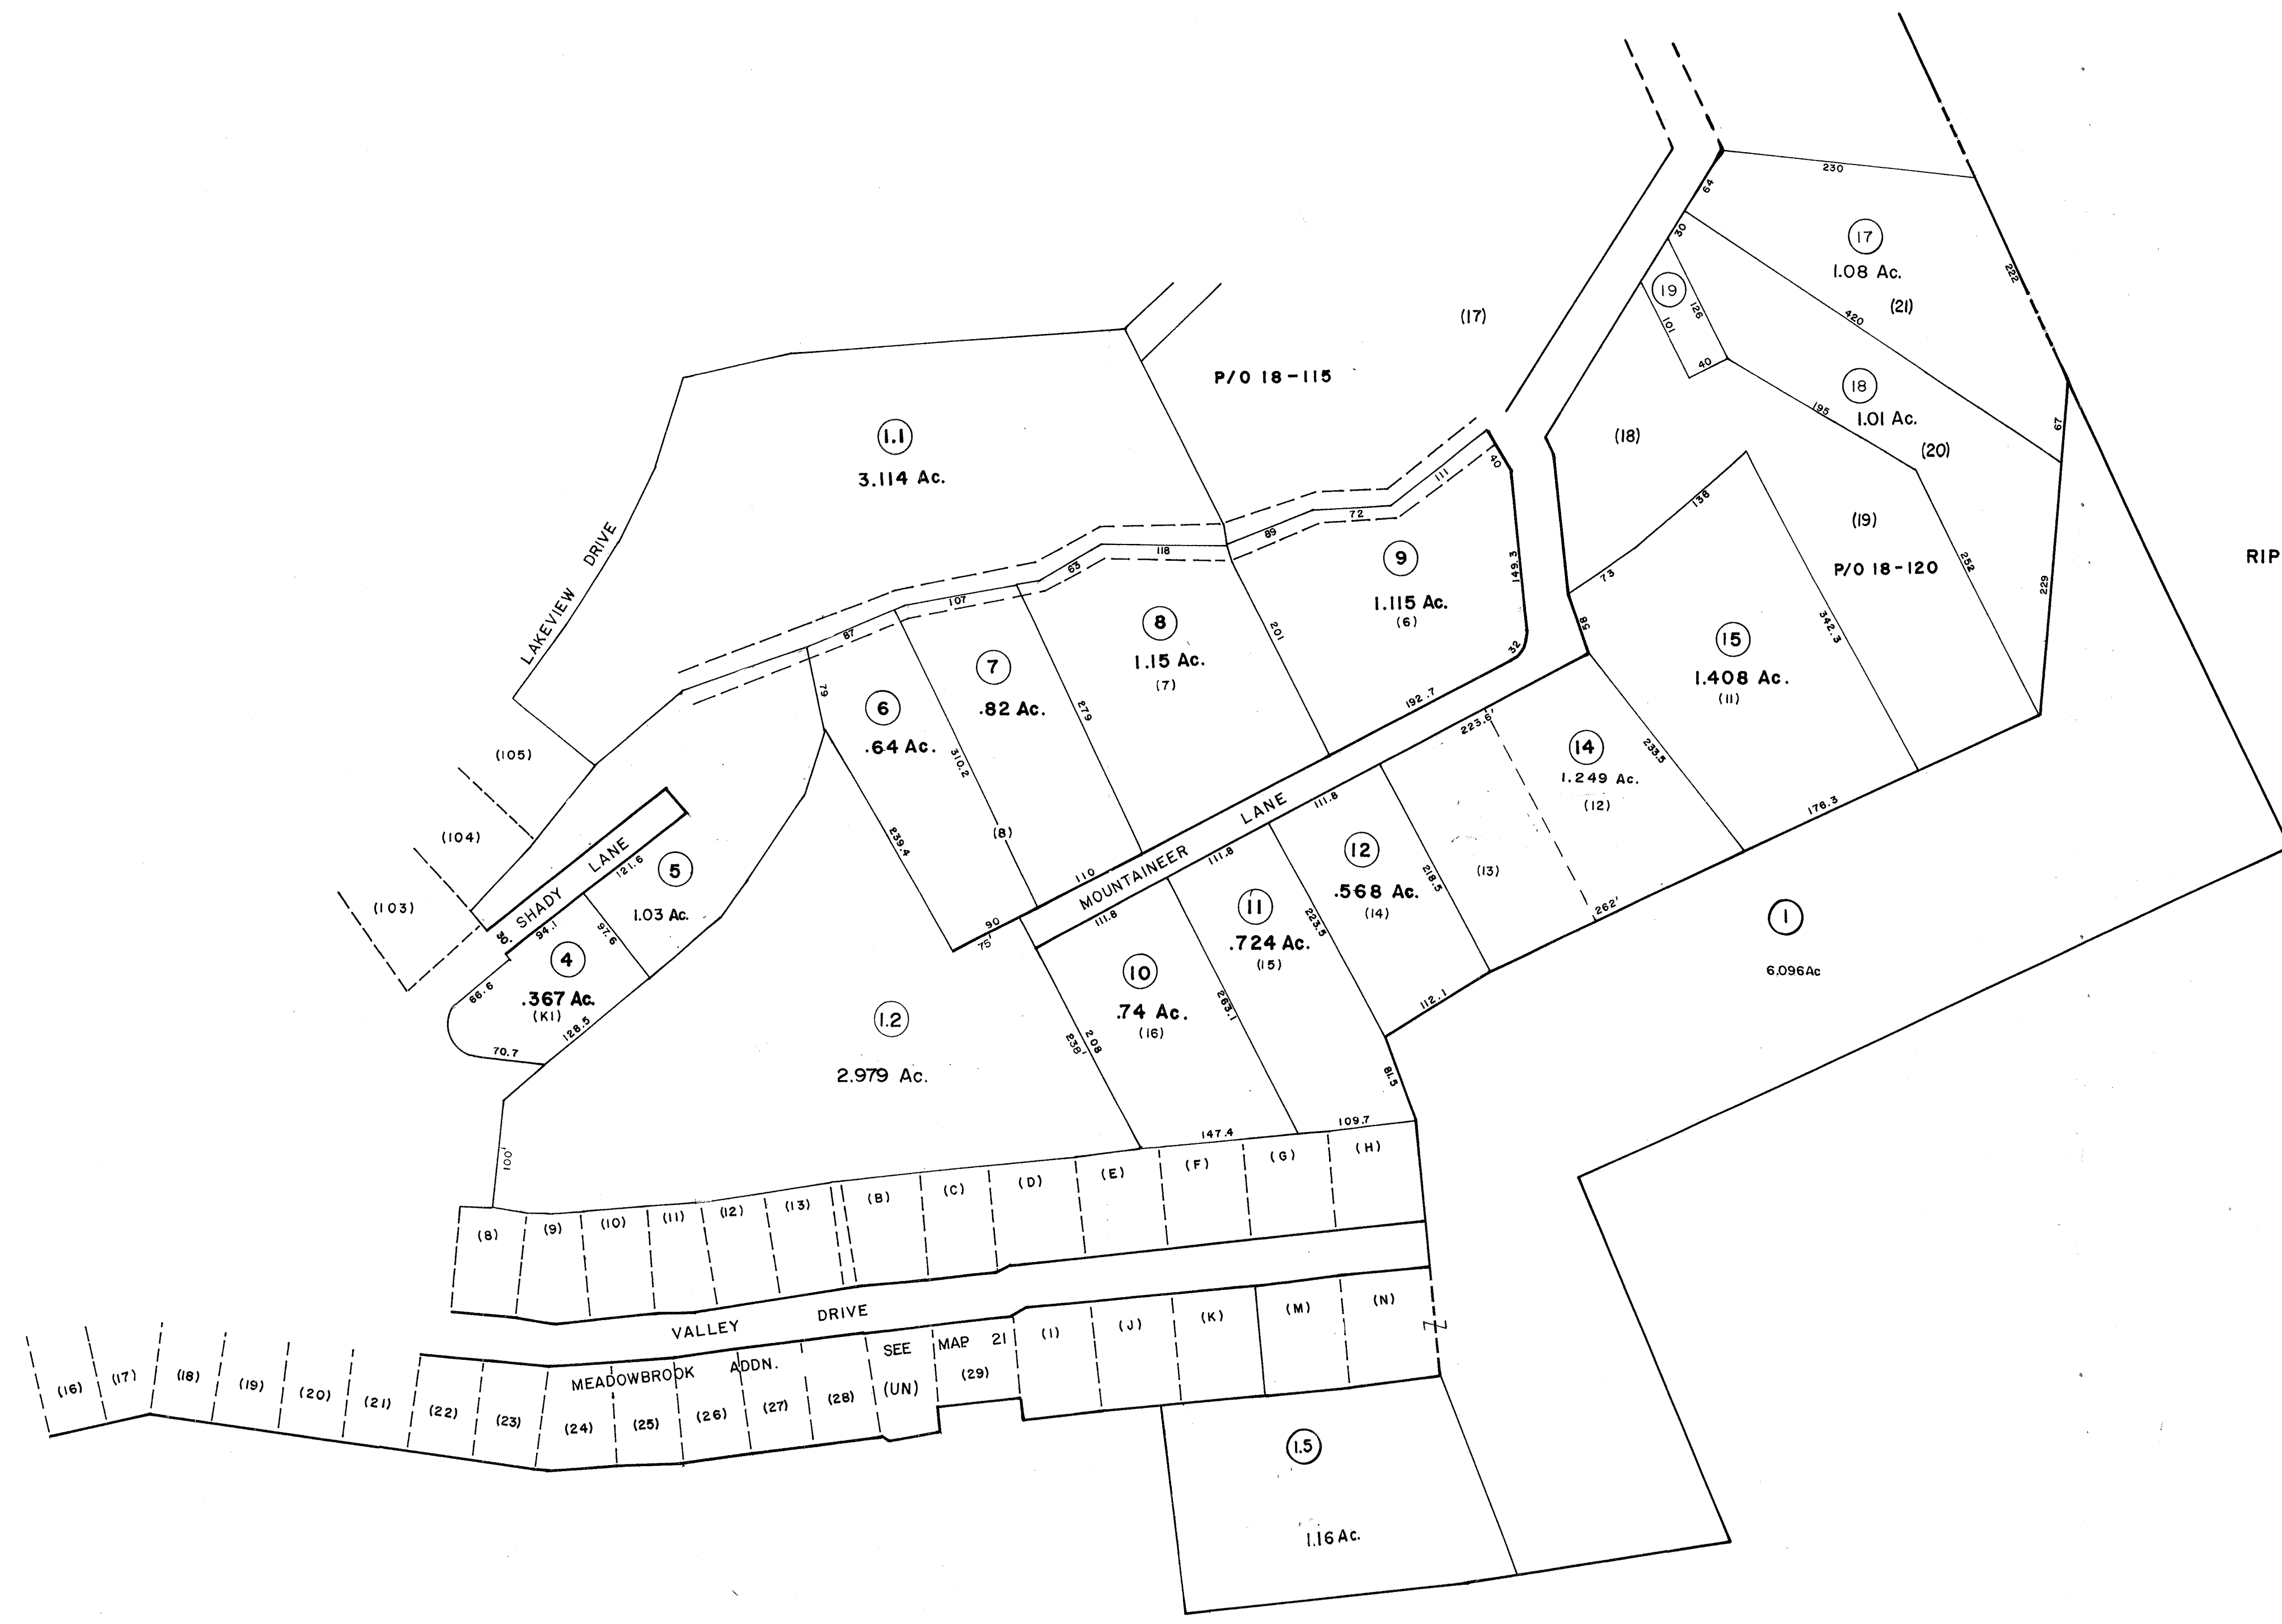 230
64
30
17
1.08 Ac.
(21)
222
19
126
101
40
420
(17)
P/O 18-115
18
1.01 Ac.
195
(20)
67
(18)
1.1
3.114 Ac.
40
111
72
89
118
63
107
87
138
73
(19)
P/O 18-120
252
229
RIP
LAKEVIEW DRIVE
9
1.115 Ac.
(6)
149.3
32
58
201
192.7
8
1.15 Ac.
(7)
279
7
.82 Ac.
310.2
6
.64 Ac.
79
239.4
(8)
15
1.408 Ac.
(11)
342.3
233.5
176.3
223.6'
14
1.249 Ac.
(12)
(13)
262'
(105)
(104)
(103)
SHADY LANE
30'
121.6
94.1
97.6
5
1.03 Ac.
4
.367 Ac.
(K1)
66.6
70.7
128.5
110
90
75'
MOUNTAINEER LANE
111.8
111.8
111.8
12
.568 Ac.
(14)
218.5
11
.724 Ac.
(15)
223.5
10
.74 Ac.
(16)
263.1
208
238'
112.1
81.5
1
6.096Ac
1.2
2.979 Ac.
100'
147.4
109.7
(8)
(9)
(10)
(11)
(12)
(13)
(B)
(C)
(D)
(E)
(F)
(G)
(H)
VALLEY DRIVE
MEADOWBROOK ADDN.
SEE MAP 21
(16)
(17)
(18)
(19)
(20)
(21)
(22)
(23)
(24)
(25)
(26)
(27)
(28)
(UN)
(29)
(I)
(J)
(K)
(M)
(N)
Z
1.5
1.16 Ac.